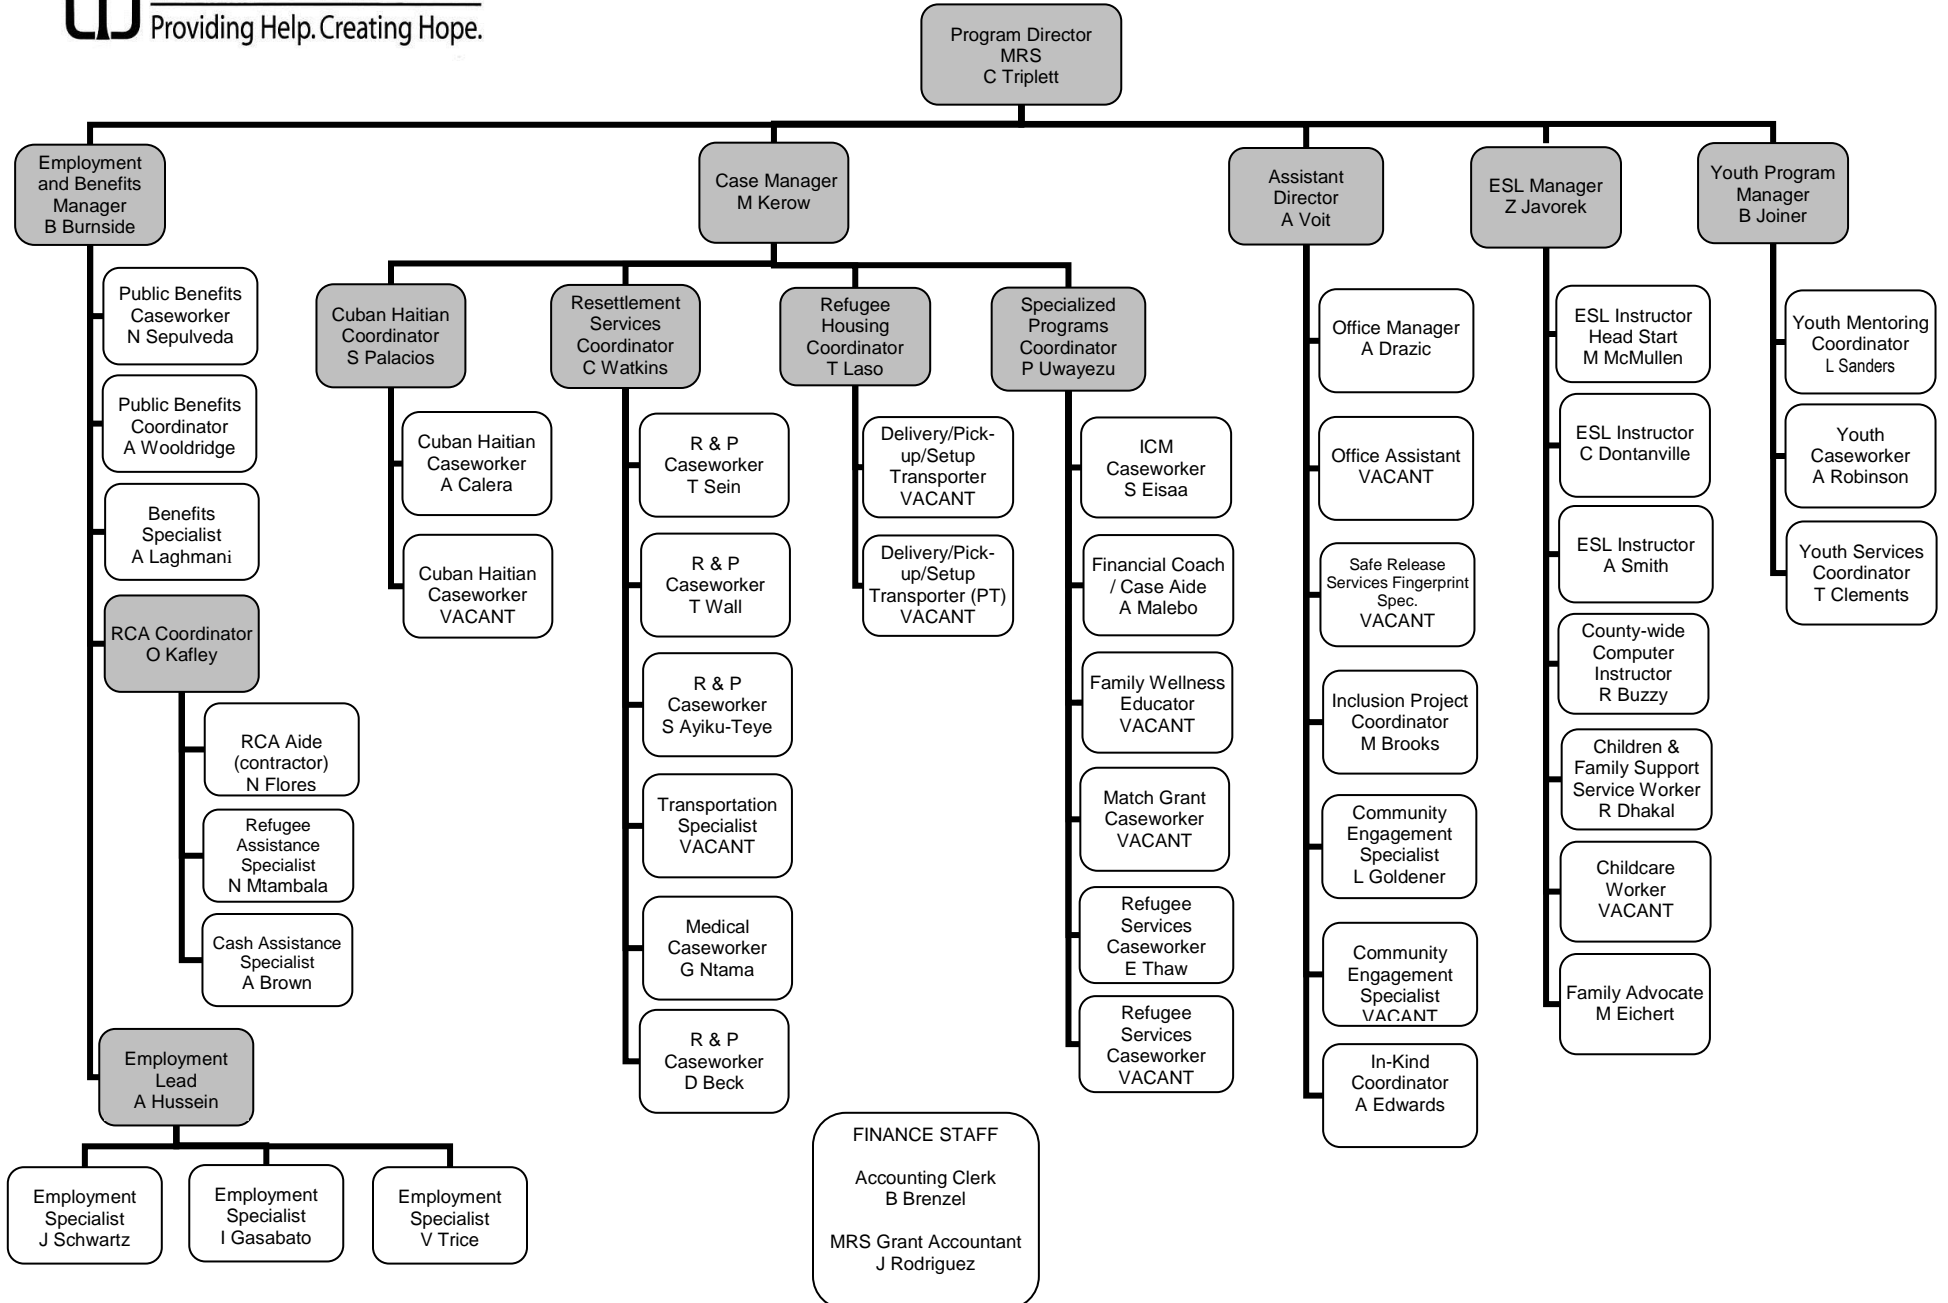 Providing Help. Creating Hope.
Program Director
MRS
C Triplett
Employment
and Benefits
Manager
B Burnside
Public Benefits
Caseworker
N Sepulveda
Public Benefits
Coordinator
A Wooldridge
Benefits
Specialist
A Laghmani
RCA Coordinator
O Kafley
RCA Aide
(contractor)
N Flores
Refugee
Assistance
Specialist
N Mtambala
Cash Assistance
Specialist
A Brown
Employment
Lead
A Hussein
Employment
Specialist
J Schwartz
Employment
Specialist
I Gasabato
Employment
Specialist
V Trice
Case Manager
M Kerow
Cuban Haitian
Coordinator
S Palacios
Cuban Haitian
Caseworker
A Calera
Cuban Haitian
Caseworker
VACANT
Resettlement
Services
Coordinator
C Watkins
R & P
Caseworker
T Sein
R & P
Caseworker
T Wall
R & P
Caseworker
S Ayiku-Teye
Transportation
Specialist
VACANT
Medical
Caseworker
G Ntama
R & P
Caseworker
D Beck
Refugee
Housing
Coordinator
T Laso
Delivery/Pick-
up/Setup
Transporter
VACANT
Delivery/Pick-
up/Setup
Transporter (PT)
VACANT
Specialized
Programs
Coordinator
P Uwayezu
ICM
Caseworker
S Eisaa
Financial Coach
/ Case Aide
A Malebo
Family Wellness
Educator
VACANT
Match Grant
Caseworker
VACANT
Refugee
Services
Caseworker
E Thaw
Refugee
Services
Caseworker
VACANT
Assistant
Director
A Voit
Office Manager
A Drazic
Office Assistant
VACANT
Safe Release
Services Fingerprint
Spec.
VACANT
Inclusion Project
Coordinator
M Brooks
Community
Engagement
Specialist
L Goldener
Community
Engagement
Specialist
VACANT
In-Kind
Coordinator
A Edwards
ESL Manager
Z Javorek
ESL Instructor
Head Start
M McMullen
ESL Instructor
C Dontanville
ESL Instructor
A Smith
County-wide
Computer
Instructor
R Buzzy
Children &
Family Support
Service Worker
R Dhakal
Childcare
Worker
VACANT
Family Advocate
M Eichert
Youth Program
Manager
B Joiner
Youth Mentoring
Coordinator
L Sanders
Youth
Caseworker
A Robinson
Youth Services
Coordinator
T Clements
FINANCE STAFF
Accounting Clerk
B Brenzel
MRS Grant Accountant
J Rodriguez